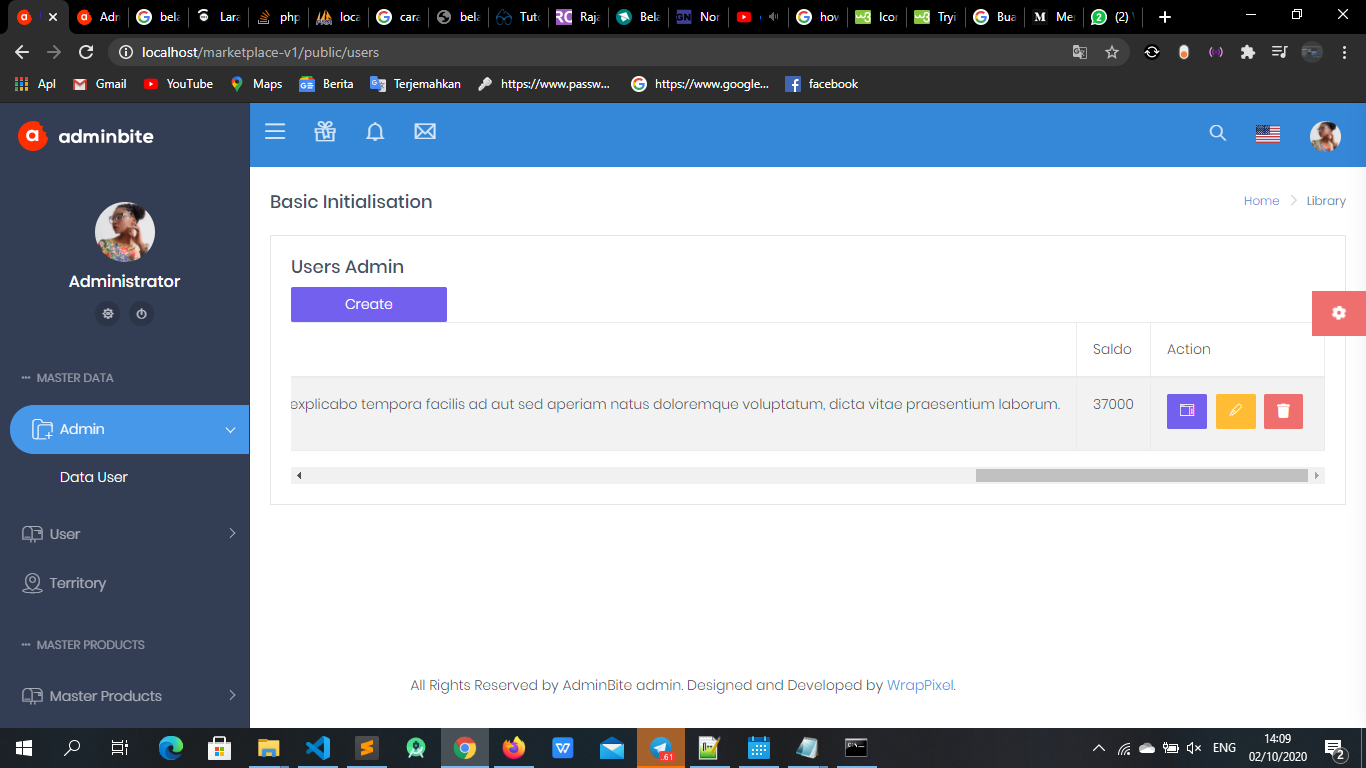 Adn
bela
Lara
php
loca
cara
bela
Tuto
Raja
Bela
Nor
how
Icor
Tryi
Bua
Me
(2)
localhost/marketplace-v1/public/users
Apl
Gmail
YouTube
Maps
Berita
Terjemahkan
https://www.passw...
https://www.google...
facebook
adminbite
Administrator
MASTER DATA
Admin
Data User
User
Territory
MASTER PRODUCTS
Master Products
Basic Initialisation
Home
Library
Users Admin
Create
Saldo
Action
explicabo tempora facilis ad aut sed aperiam natus doloremque voluptatum, dicta vitae praesentium laborum.
37000
All Rights Reserved by AdminBite admin. Designed and Developed by WrapPixel.
ENG
14:09
02/10/2020
2